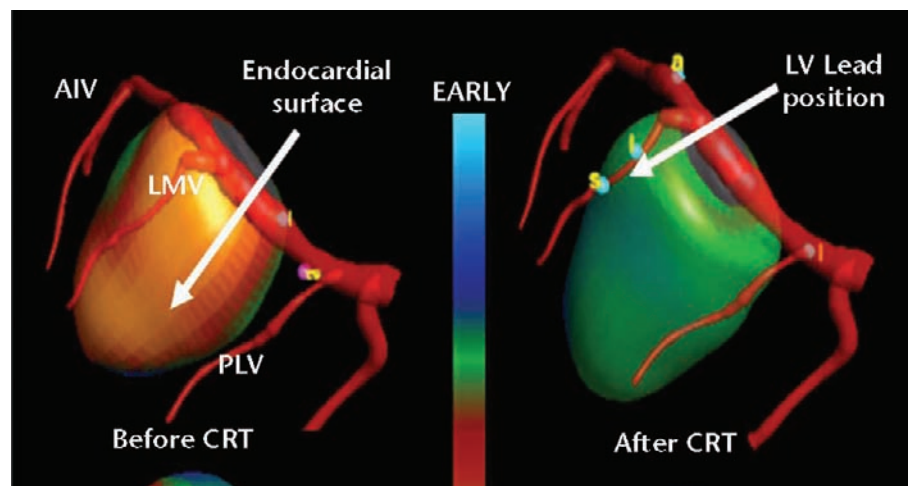 AIV
Endocardial
surface
EARLY
LV Lead
position
LMV
PLV
Before CRT
After CRT